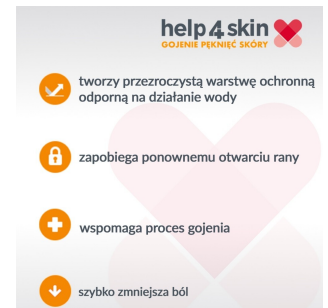 help4skin
GOJENIE PĘKNIĘĆ SKÓRY
tworzy przezroczystą warstwę ochronną
odporną na działanie wody
zapobiega ponownemu otwarciu rany
wspomaga proces gojenia
szybko zmniejsza ból